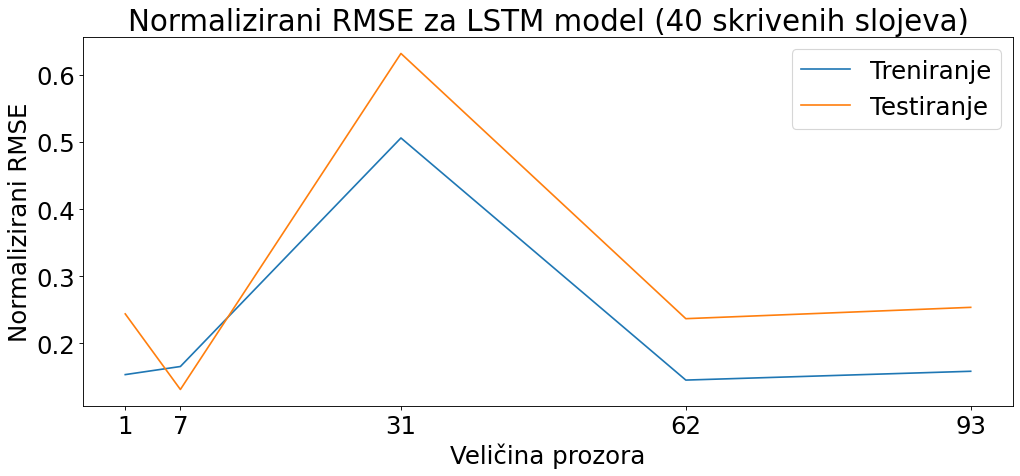 Normalizirani RMSE za LSTM model (40 skrivenih slojeva)
Treniranje
Testiranje
Normalizirani RMSE
0.6
0.5
0.4
0.3
0.2
1 7 31 62 93
Veličina prozora